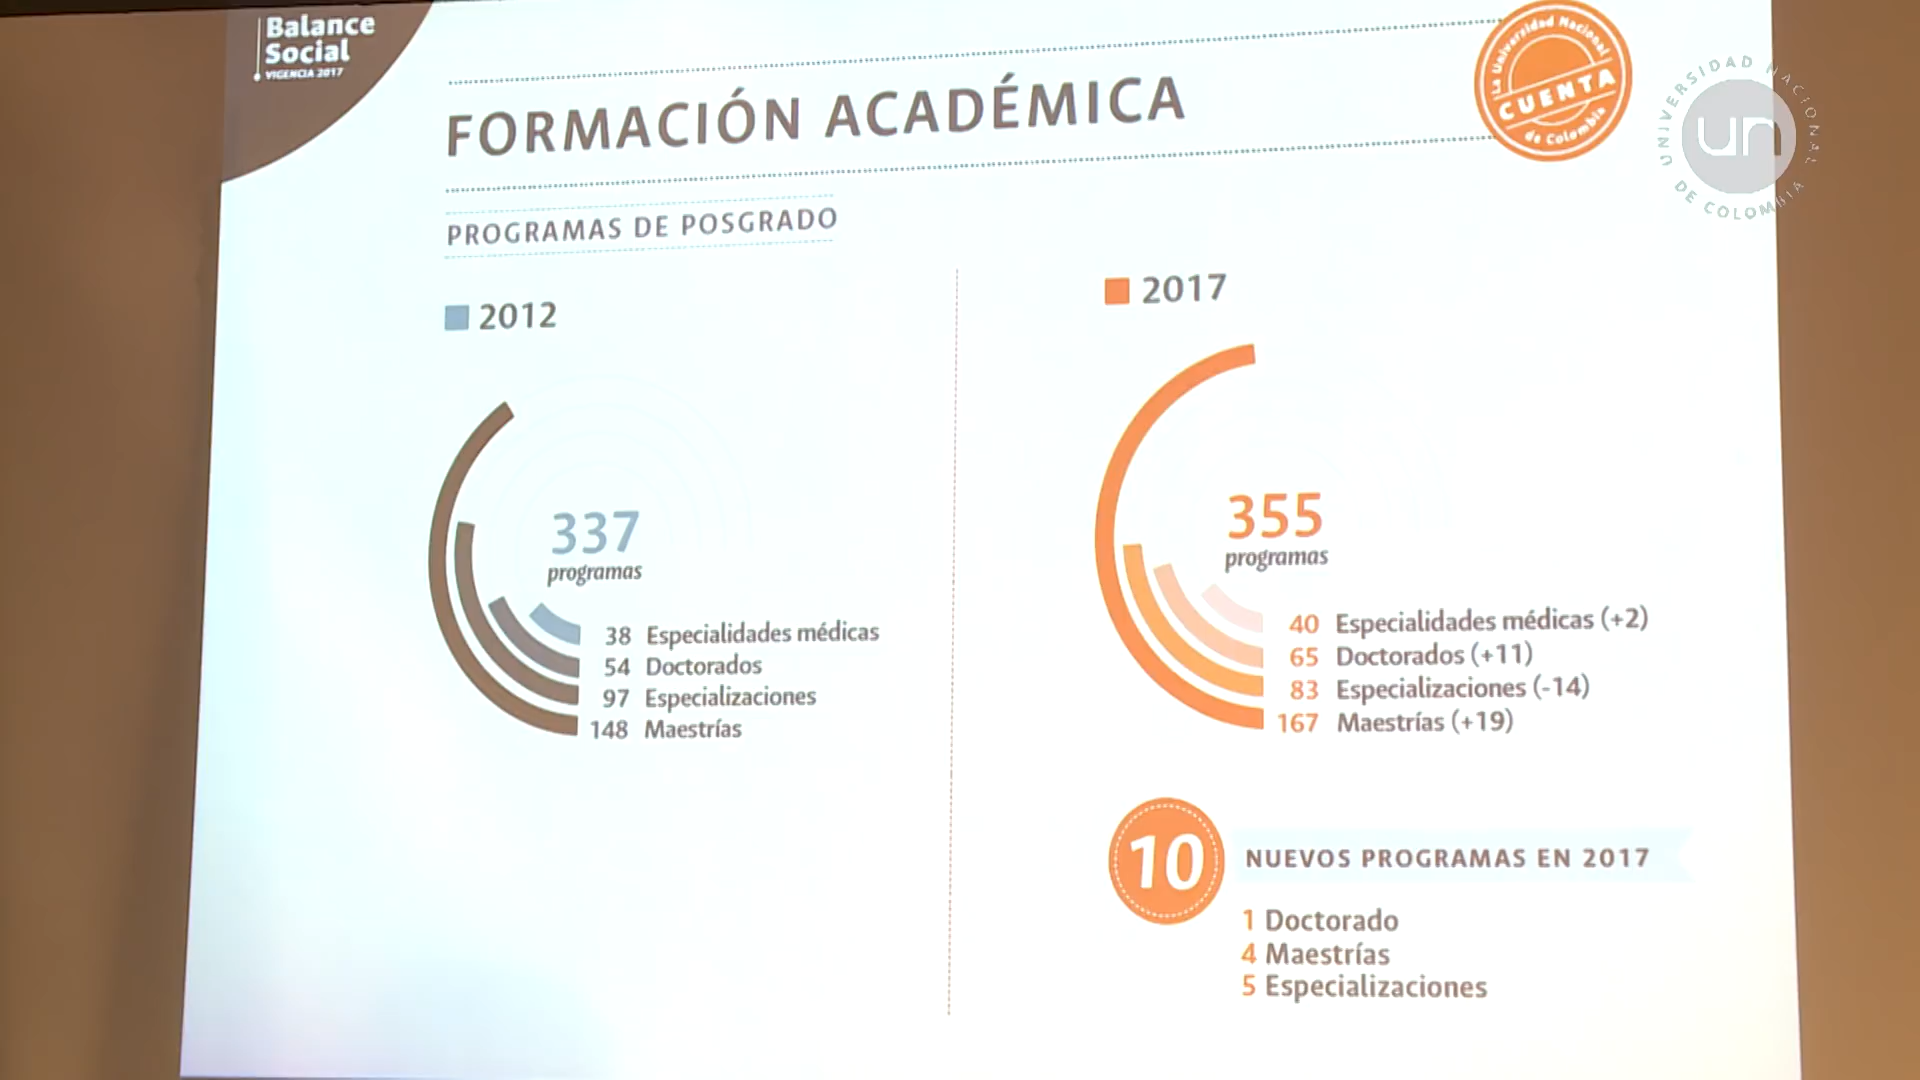 Balance
Social
VIGENCIA 2017
FORMACIÓN ACADÉMICA
La Universidad Nacional
CUENTA
de Colombia
UNIVERSIDAD NACIONAL
DE COLOMBIA
un
PROGRAMAS DE POSGRADO
2012
337
programas
38 Especialidades médicas
54 Doctorados
97 Especializaciones
148 Maestrías
2017
355
programas
40 Especialidades médicas (+2)
65 Doctorados (+11)
83 Especializaciones (-14)
167 Maestrías (+19)
10 NUEVOS PROGRAMAS EN 2017
1 Doctorado
4 Maestrías
5 Especializaciones